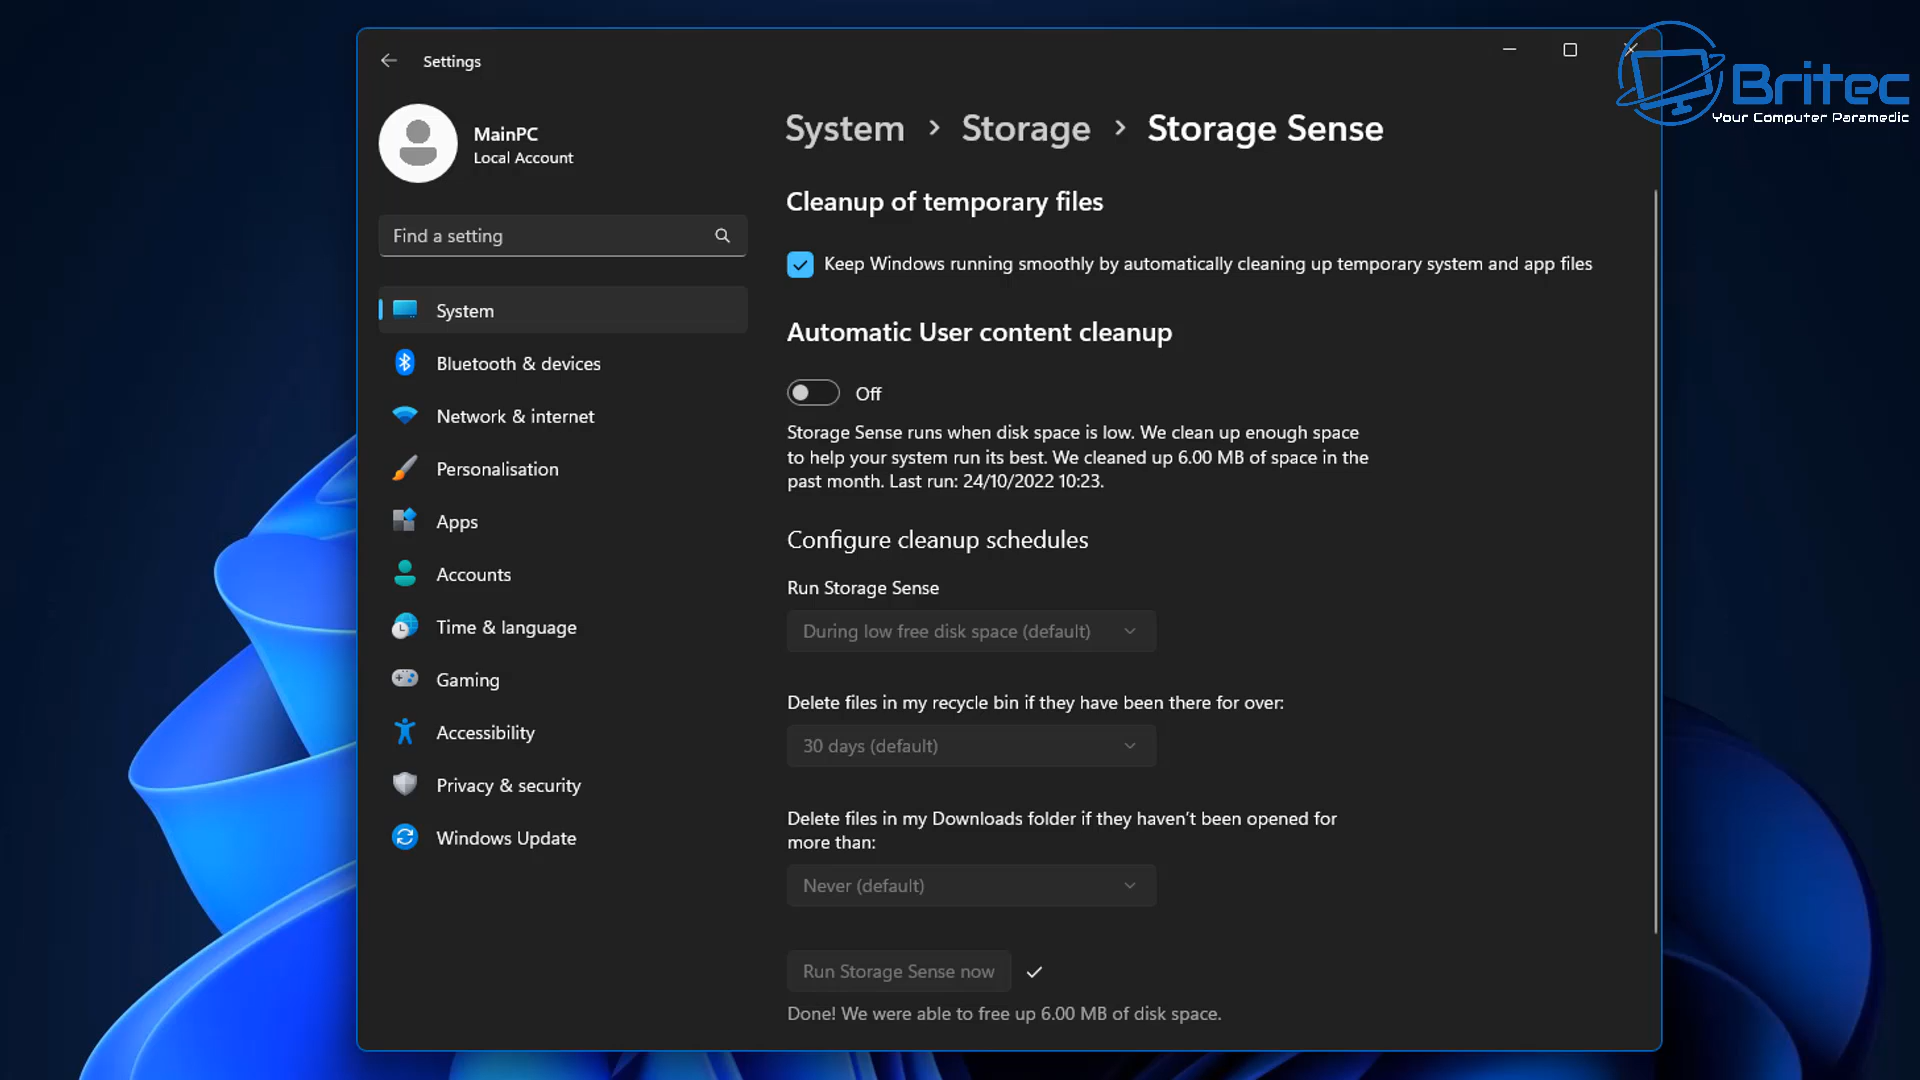 Settings
MainPC
Local Account
Find a setting
System
Bluetooth & devices
Network & internet
Personalisation
Apps
Accounts
Time & language
Gaming
Accessibility
Privacy & security
Windows Update
System > Storage > Storage Sense
Cleanup of temporary files
Keep Windows running smoothly by automatically cleaning up temporary system and app files
Automatic User content cleanup
Off
Storage Sense runs when disk space is low. We clean up enough space
to help your system run its best. We cleaned up 6.00 MB of space in the
past month. Last run: 24/10/2022 10:23.
Configure cleanup schedules
Run Storage Sense
During low free disk space (default)
Delete files in my recycle bin if they have been there for over:
30 days (default)
Delete files in my Downloads folder if they haven't been opened for
more than:
Never (default)
Run Storage Sense now
Done! We were able to free up 6.00 MB of disk space.
Britec
Your Computer Paramedic